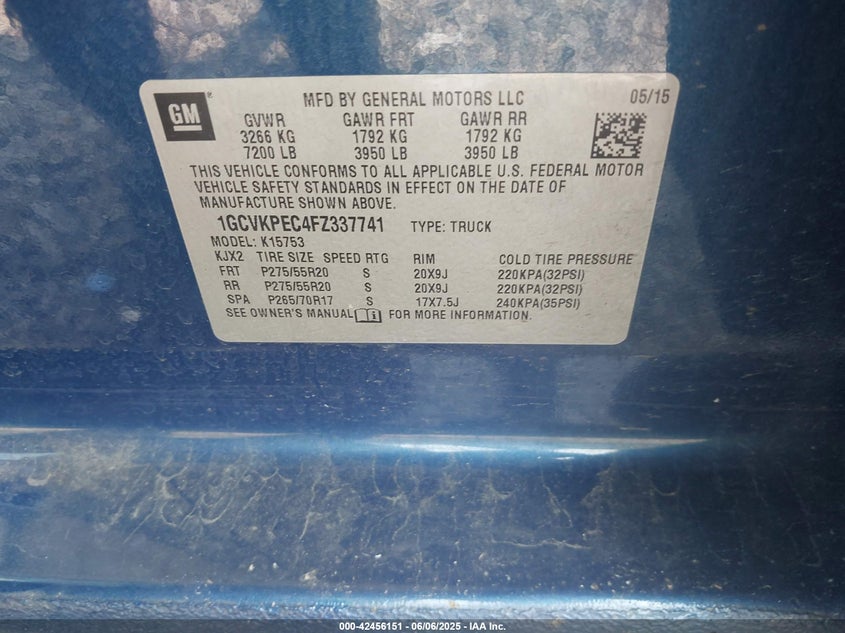 GM®
MFD BY GENERAL MOTORS LLC 05/15
GVWR GAWR FRT GAWR RR
3266 KG 1792 KG 1792 KG
7200 LB 3950 LB 3950 LB
THIS VEHICLE CONFORMS TO ALL APPLICABLE U.S. FEDERAL MOTOR
VEHICLE SAFETY STANDARDS IN EFFECT ON THE DATE OF
MANUFACTURE SHOWN ABOVE.
1GCVKPEC4FZ337741 TYPE: TRUCK
MODEL: K15753
KJX2 TIRE SIZE SPEED RTG RIM COLD TIRE PRESSURE
FRT P275/55R20 S 20X9J 220KPA(32PSI)
RR P275/55R20 S 20X9J 220KPA(32PSI)
SPA P265/70R17 S 17X7.5J 240KPA(35PSI)
SEE OWNER'S MANUAL i FOR MORE INFORMATION.
000-42456151 - 06/06/2025 - IAA Inc.